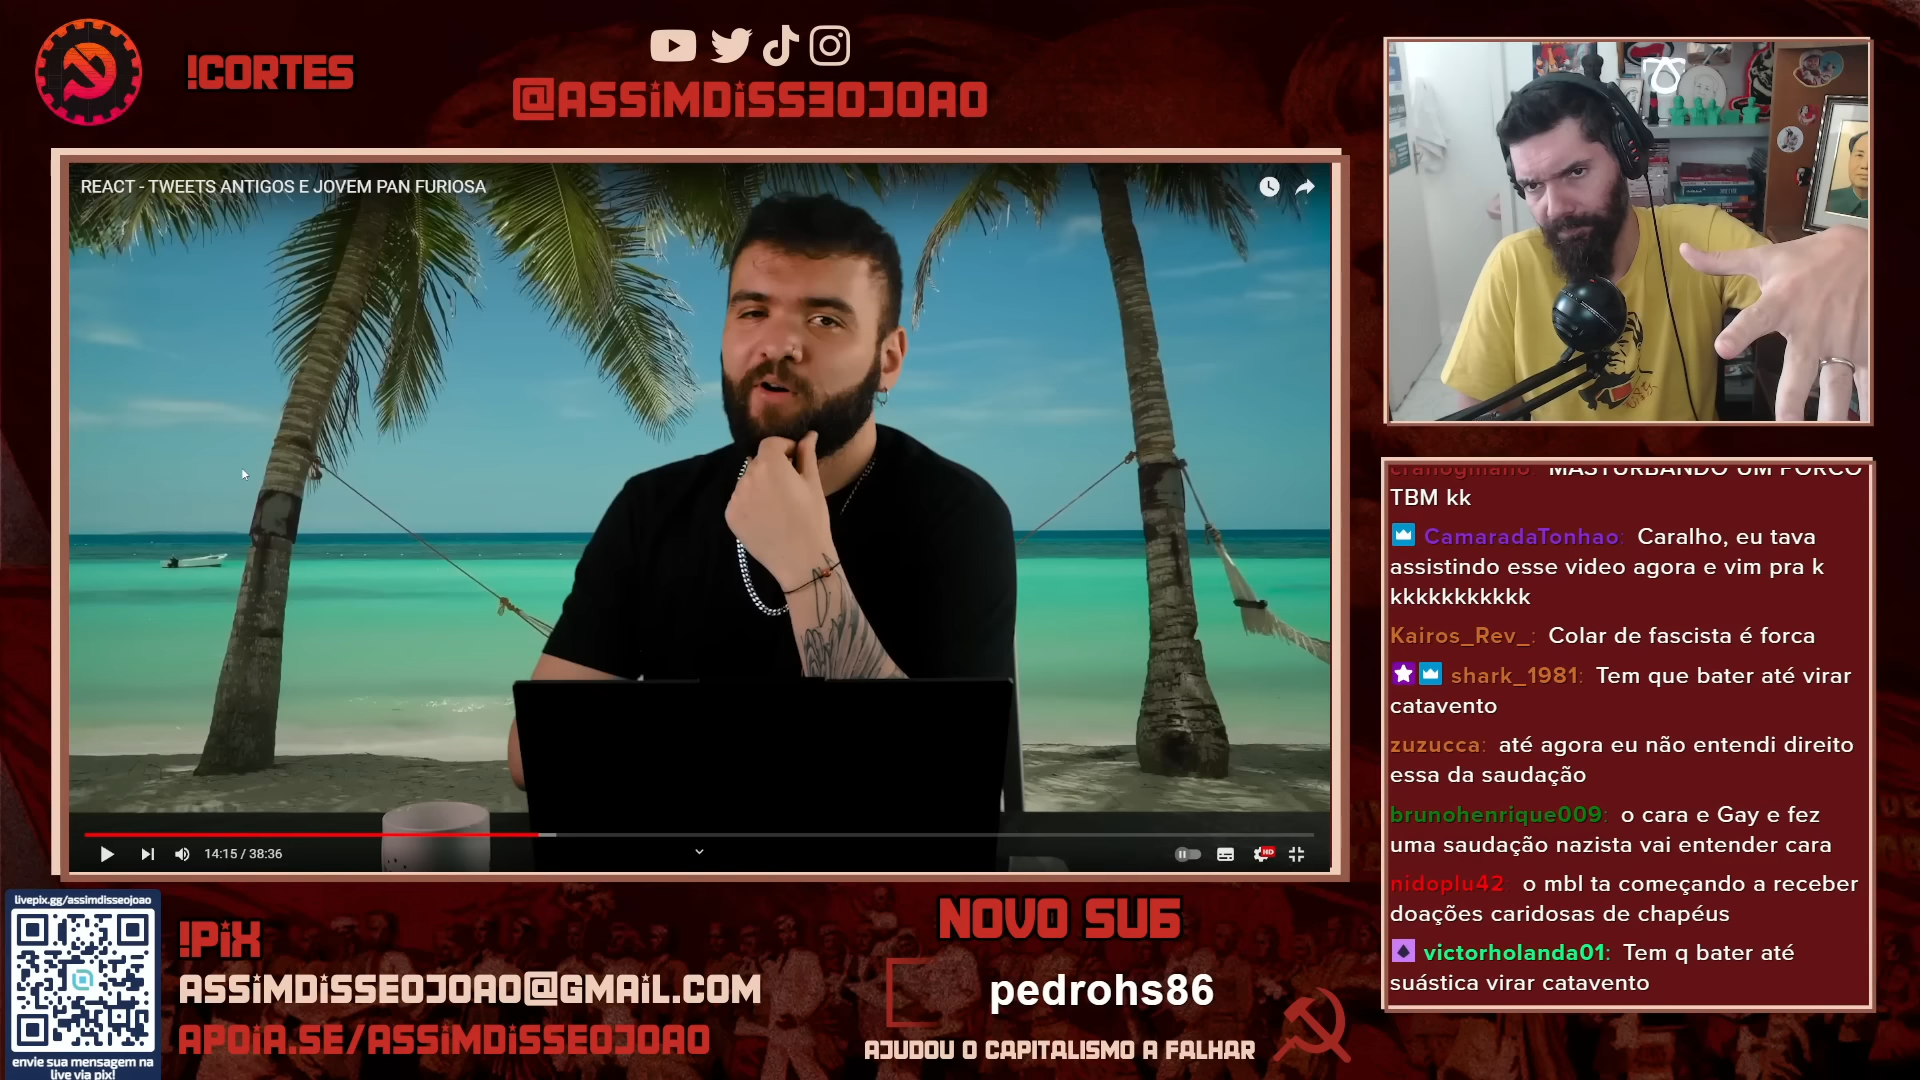 !CORTES
@ASSIMDISSEOJOAO
REACT - TWEETS ANTIGOS E JOVEM PAN FURIOSA
14:15 / 38:36
HD
MASTURBANDO UM PORCO
TBM kk
CamaradaTonhao: Caralho, eu tava
assistindo esse video agora e vim pra k
kkkkkkkkkkk
Kairos_Rev_: Colar de fascista é forca
shark_1981: Tem que bater até virar
catavento
zuzucca: até agora eu não entendi direito
essa da saudação
brunohenrique009: o cara e Gay e fez
uma saudação nazista vai entender cara
nidoplu42 o mbl ta começando a receber
doações caridosas de chapéus
victorholanda01: Tem q bater até
suástica virar catavento
livepix.gg/assimdisseojoao
envie sua mensagem na
live via pix!
!PIX
ASSIMDISSEOJOAO@GMAIL.COM
APOIA.SE/ASSIMDISSEOJOAO
NOVO SUB
pedrohs86
AJUDOU O CAPITALISMO A FALHAR